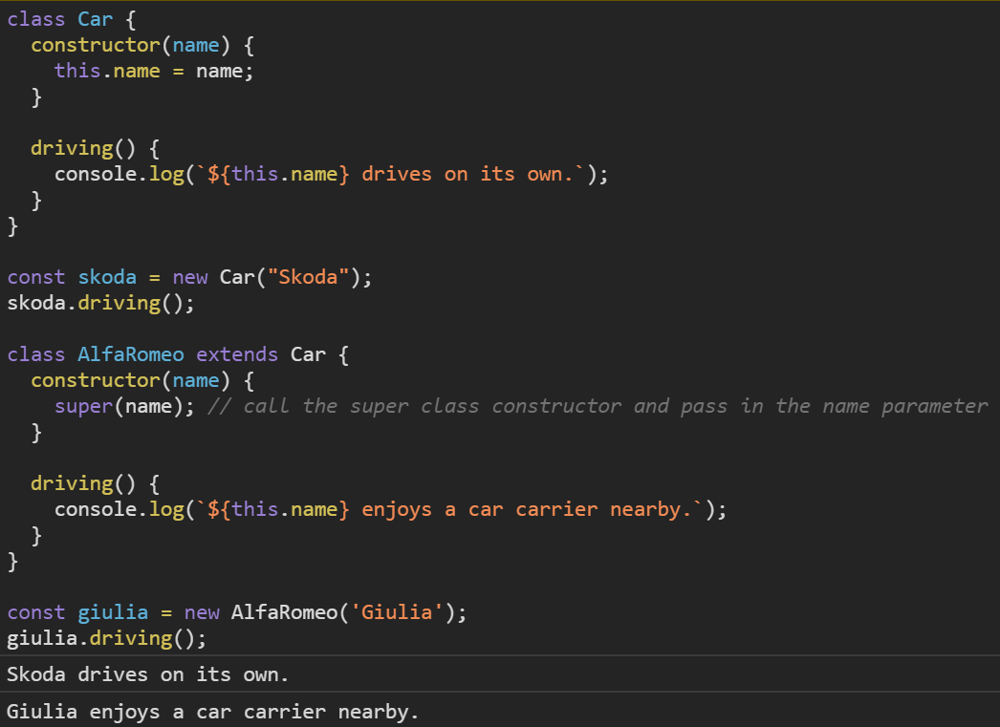 class Car {
  constructor(name) {
    this.name = name;
  }

  driving() {
    console.log(`${this.name} drives on its own.`);
  }
}

const skoda = new Car("Skoda");
skoda.driving();

class AlfaRomeo extends Car {
  constructor(name) {
    super(name); // call the super class constructor and pass in the name parameter
  }

  driving() {
    console.log(`${this.name} enjoys a car carrier nearby.`);
  }
}

const giulia = new AlfaRomeo('Giulia');
giulia.driving();
Skoda drives on its own.
Giulia enjoys a car carrier nearby.